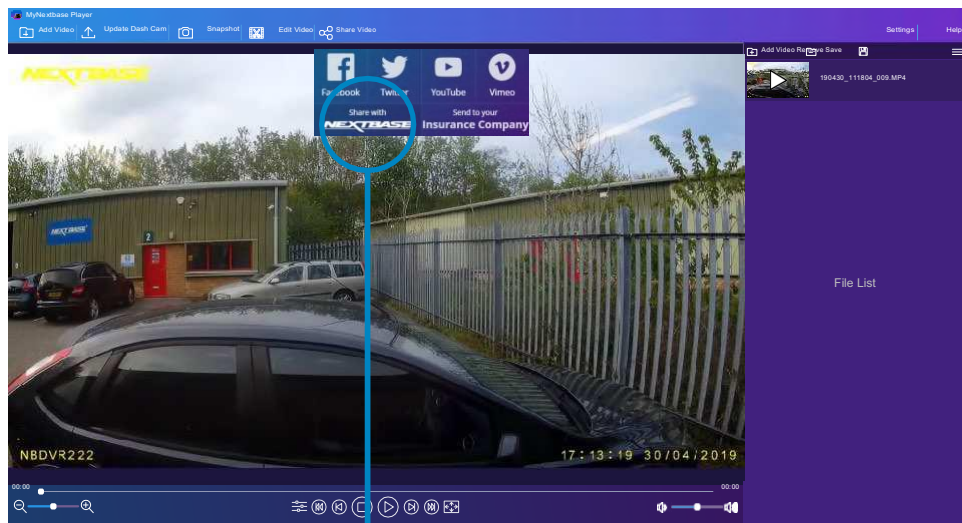 MyNextbase Player
Add Video Update Dash Cam Snapshot Edit Video Share Video Settings Help
Add Video Remove Save
NEXTBASE
Facebook Twitter YouTube Vimeo
Share with Send to your
NEXTBASE Insurance Company
190430_111804_009.MP4
NEXTBASE
2
File List
NBDVR222 17:13:19 30/04/2019
00:00 00:00